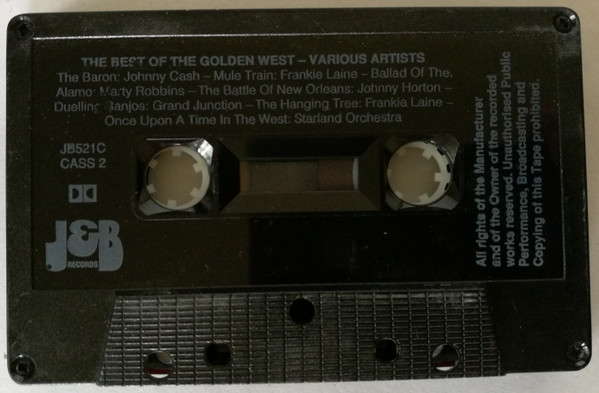 THE BEST OF THE GOLDEN WEST – VARIOUS ARTISTS
The Baron: Johnny Cash – Mule Train: Frankie Laine – Ballad Of The.
Alamo: Marty Robbins – The Battle Of New Orleans: Johnny Horton –
Duelling Banjos: Grand Junction – The Hanging Tree: Frankie Laine –
Once Upon A Time In The West: Starland Orchestra
JB521C
CASS 2
J&B
RECORDS
All rights of the Manufacturer
and of the Owner of the recorded
works reserved. Unauthorised Public
Performance, Broadcasting and
Copying of this Tape prohibited.